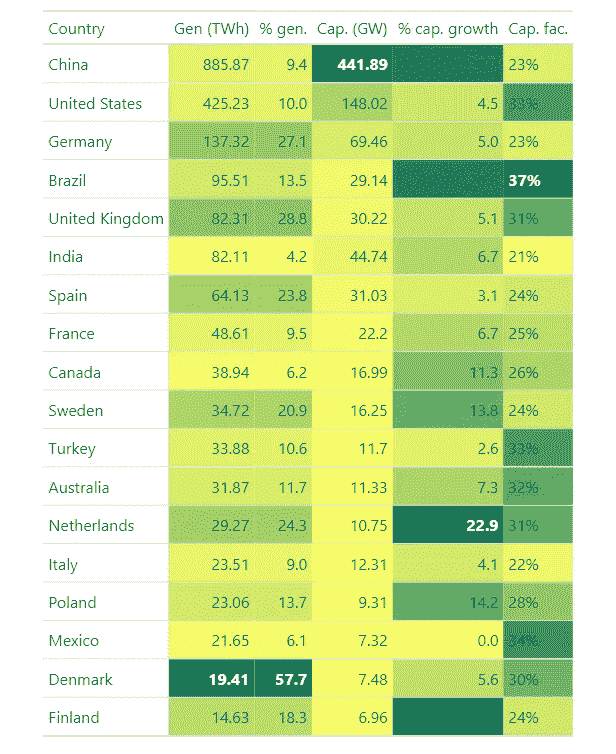 Country Gen (TWh) % gen. Cap. (GW) % cap. growth Cap. fac.
China 885.87 9.4 441.89 23%
United States 425.23 10.0 148.02 4.5 33%
Germany 137.32 27.1 69.46 5.0 23%
Brazil 95.51 13.5 29.14 37%
United Kingdom 82.31 28.8 30.22 5.1 31%
India 82.11 4.2 44.74 6.7 21%
Spain 64.13 23.8 31.03 3.1 24%
France 48.61 9.5 22.2 6.7 25%
Canada 38.94 6.2 16.99 11.3 26%
Sweden 34.72 20.9 16.25 13.8 24%
Turkey 33.88 10.6 11.7 2.6 33%
Australia 31.87 11.7 11.33 7.3 32%
Netherlands 29.27 24.3 10.75 22.9 31%
Italy 23.51 9.0 12.31 4.1 22%
Poland 23.06 13.7 9.31 14.2 28%
Mexico 21.65 6.1 7.32 0.0 34%
Denmark 19.41 57.7 7.48 5.6 30%
Finland 14.63 18.3 6.96 24%